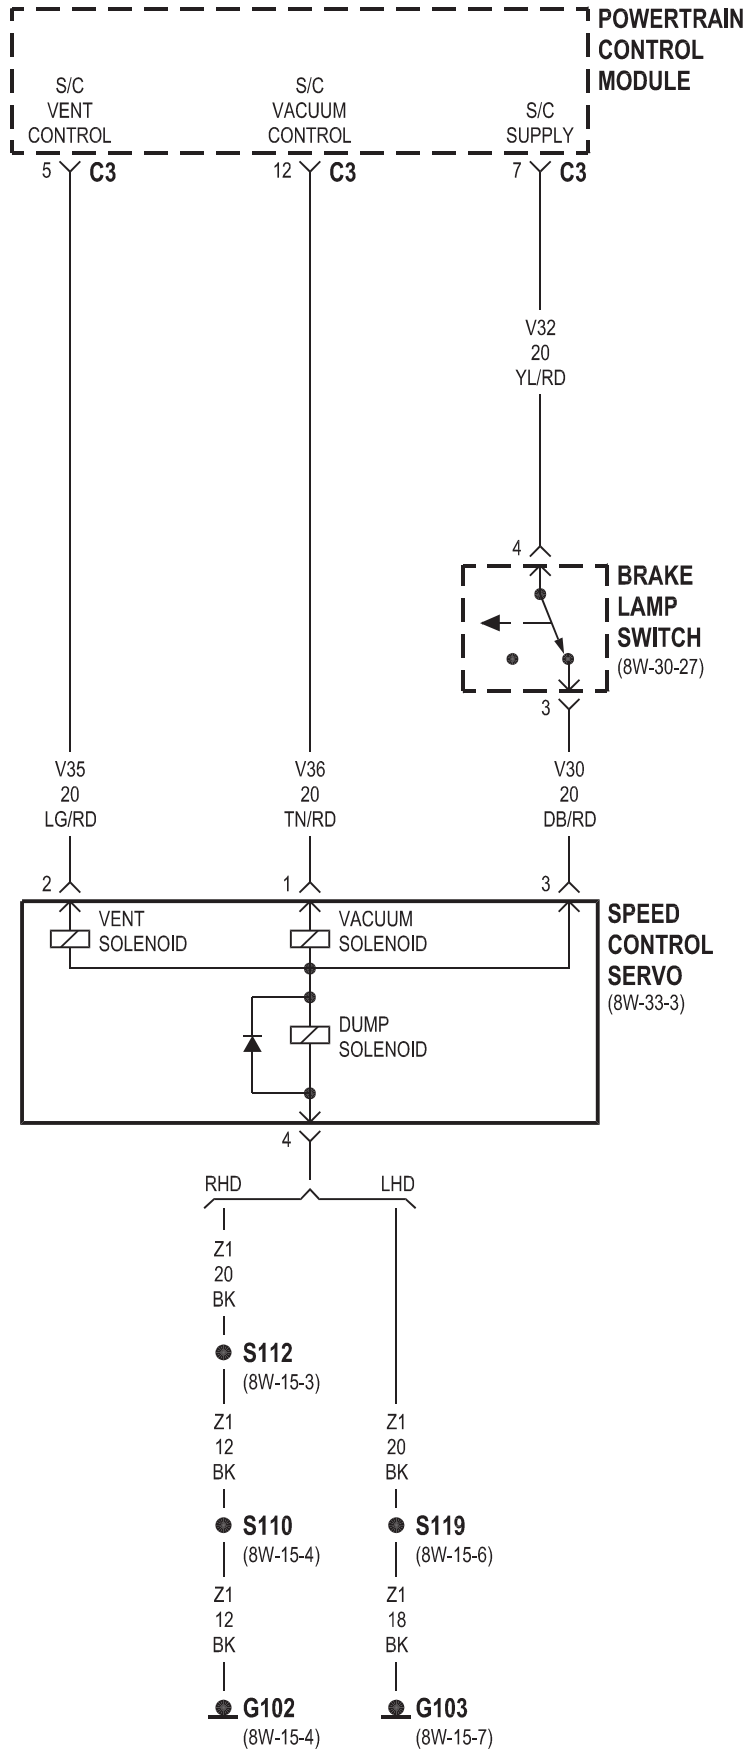 POWERTRAIN
CONTROL
MODULE
S/C
VENT
CONTROL
S/C
VACUUM
CONTROL
S/C
SUPPLY
5
C3
12
C3
7
C3
V32
20
YL/RD
4
BRAKE
LAMP
SWITCH
(8W-30-27)
3
V35
20
LG/RD
V36
20
TN/RD
V30
20
DB/RD
2
1
3
VENT
SOLENOID
VACUUM
SOLENOID
SPEED
CONTROL
SERVO
(8W-33-3)
DUMP
SOLENOID
4
RHD
LHD
Z1
20
BK
S112
(8W-15-3)
Z1
12
BK
Z1
20
BK
S110
(8W-15-4)
S119
(8W-15-6)
Z1
12
BK
Z1
18
BK
G102
(8W-15-4)
G103
(8W-15-7)